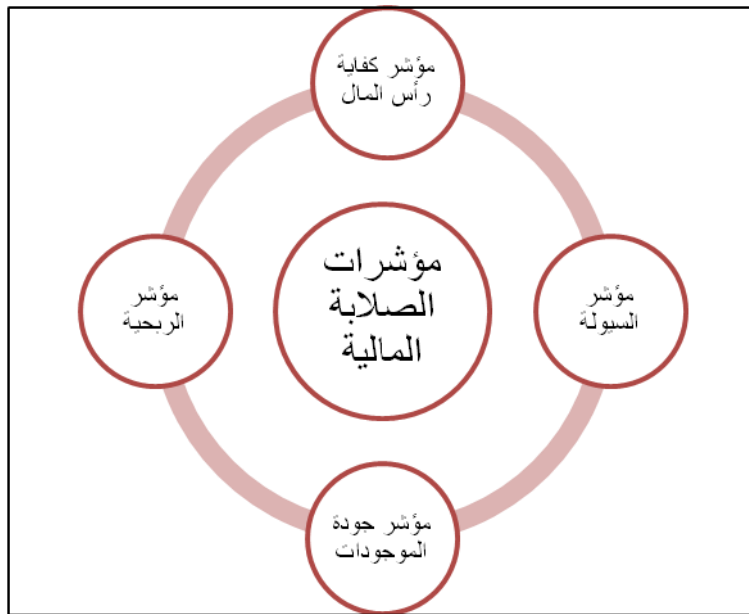 مؤشر كفاية
رأس المال
مؤشرات
الصلابة
المالية
مؤشر
السيولة
مؤشر
الربحية
مؤشر جودة
الموجودات